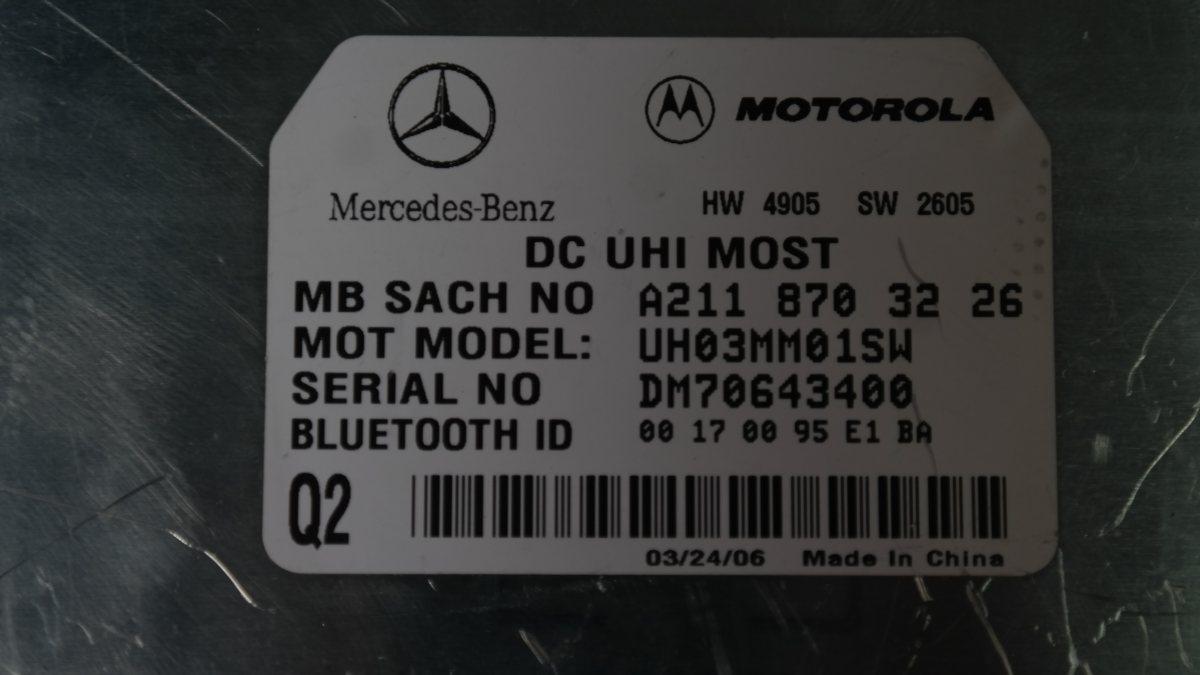 MOTOROLA
Mercedes-Benz
HW 4905 SW 2605
DC UHI MOST
MB SACH NO A211 870 32 26
MOT MODEL: UH03MM01SW
SERIAL NO DM70643400
BLUETOOTH ID 00 17 00 95 E1 BA
Q2
03/24/06 Made In China